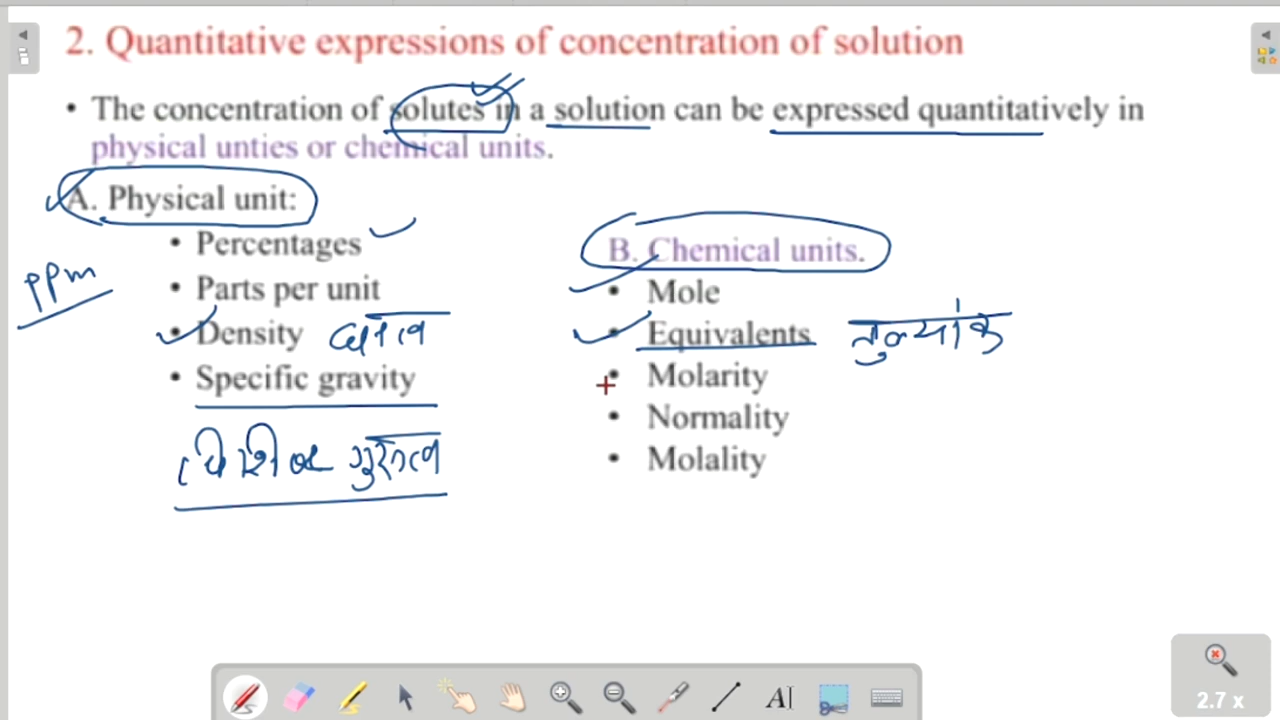 2. Quantitative expressions of concentration of solution
• The concentration of solutes in a solution can be expressed quantitatively in
physical unties or chemical units.
A. Physical unit:
• Percentages
ppm
• Parts per unit
• Density घनत्व
• Specific gravity
विशिष्ट गुरुत्व
B. Chemical units.
• Mole
• Equivalents तुल्यांक
• Molarity
• Normality
• Molality
A
2.7 x